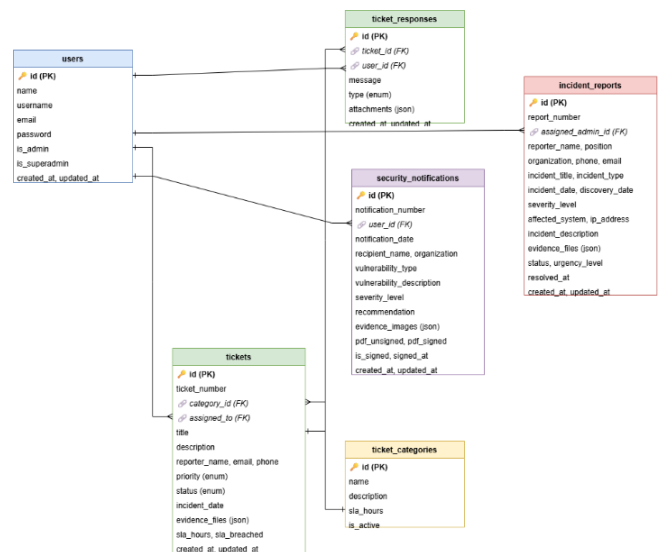 users
id (PK)
name
username
email
password
is_admin
is_superadmin
created_at, updated_at
ticket_responses
id (PK)
ticket_id (FK)
user_id (FK)
message
type (enum)
attachments (json)
created_at, updated_at
incident_reports
id (PK)
report_number
assigned_admin_id (FK)
reporter_name, position
organization, phone, email
incident_title, incident_type
incident_date, discovery_date
severity_level
affected_system, ip_address
incident_description
evidence_files (json)
status, urgency_level
resolved_at
created_at, updated_at
security_notifications
id (PK)
notification_number
user_id (FK)
notification_date
recipient_name, organization
vulnerability_type
vulnerability_description
severity_level
recommendation
evidence_images (json)
pdf_unsigned, pdf_signed
is_signed, signed_at
created_at, updated_at
tickets
id (PK)
ticket_number
category_id (FK)
assigned_to (FK)
title
description
reporter_name, email, phone
priority (enum)
status (enum)
incident_date
evidence_files (json)
sla_hours, sla_breached
created_at, updated_at
ticket_categories
id (PK)
name
description
sla_hours
is_active